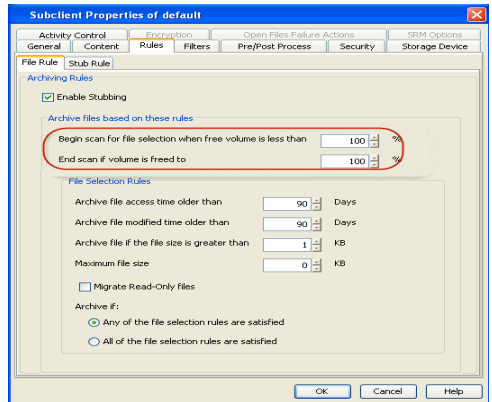 Subclient Properties of default
Activity Control Encryption Open Files Failure Actions SRM Options
General Content Rules Filters Pre/Post Process Security Storage Device
File Rule Stub Rule
Archiving Rules
Enable Stubbing
Archive files based on these rules
Begin scan for file selection when free volume is less than 100 %
End scan if volume is freed to 100 %
File Selection Rules
Archive file access time older than 90 Days
Archive file modified time older than 90 Days
Archive file if the file size is greater than 1 KB
Maximum file size 0 KB
Migrate Read-Only files
Archive if:
Any of the file selection rules are satisfied
All of the file selection rules are satisfied
OK Cancel Help